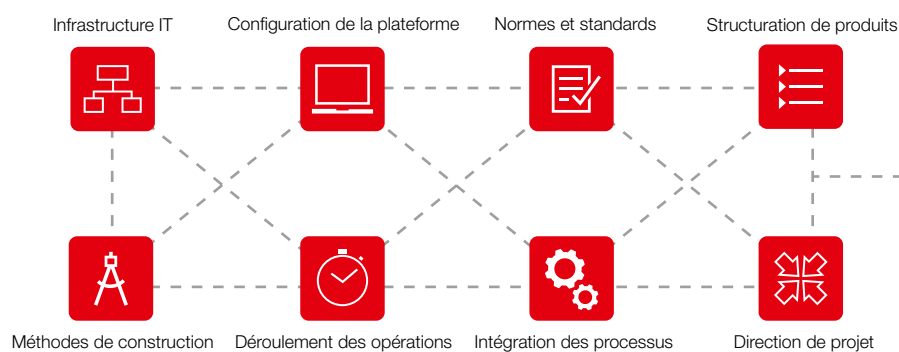 Infrastructure IT
Configuration de la plateforme
Normes et standards
Structuration de produits
Méthodes de construction
Déroulement des opérations
Intégration des processus
Direction de projet